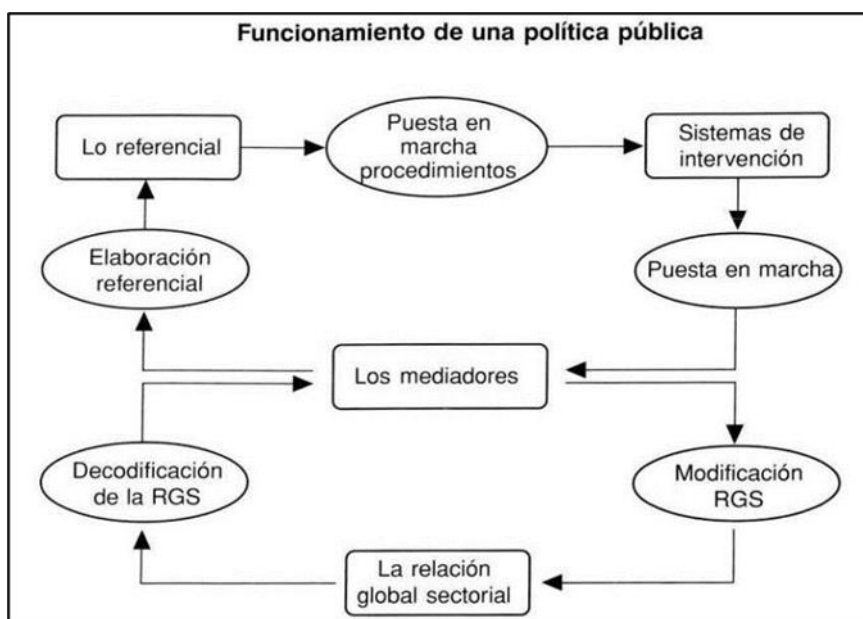 Funcionamiento de una política pública
Lo referencial
Puesta en
marcha
procedimientos
Sistemas de
intervención
Elaboración
referencial
Puesta en marcha
Los mediadores
Decodificación
de la RGS
Modificación
RGS
La relación
global sectorial